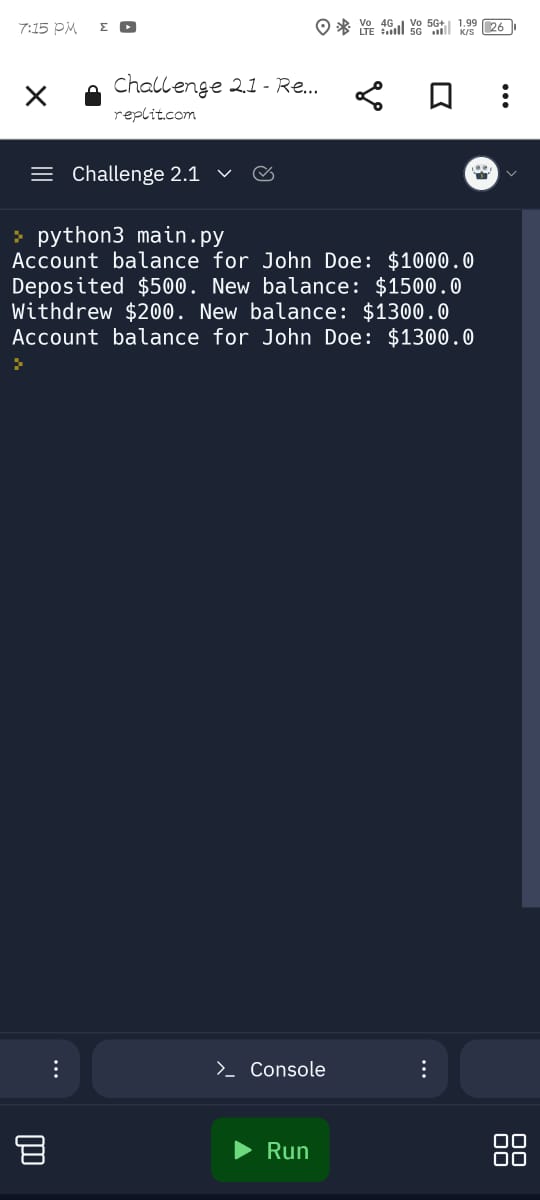 7:15 PM Σ Vo LTE 4G Vo 5G 5G+ 1.99 K/S 26
Challenge 2.1 - Re...
replit.com
Challenge 2.1
python3 main.py
Account balance for John Doe: $1000.0
Deposited $500. New balance: $1500.0
Withdrew $200. New balance: $1300.0
Account balance for John Doe: $1300.0
>_ Console
Run